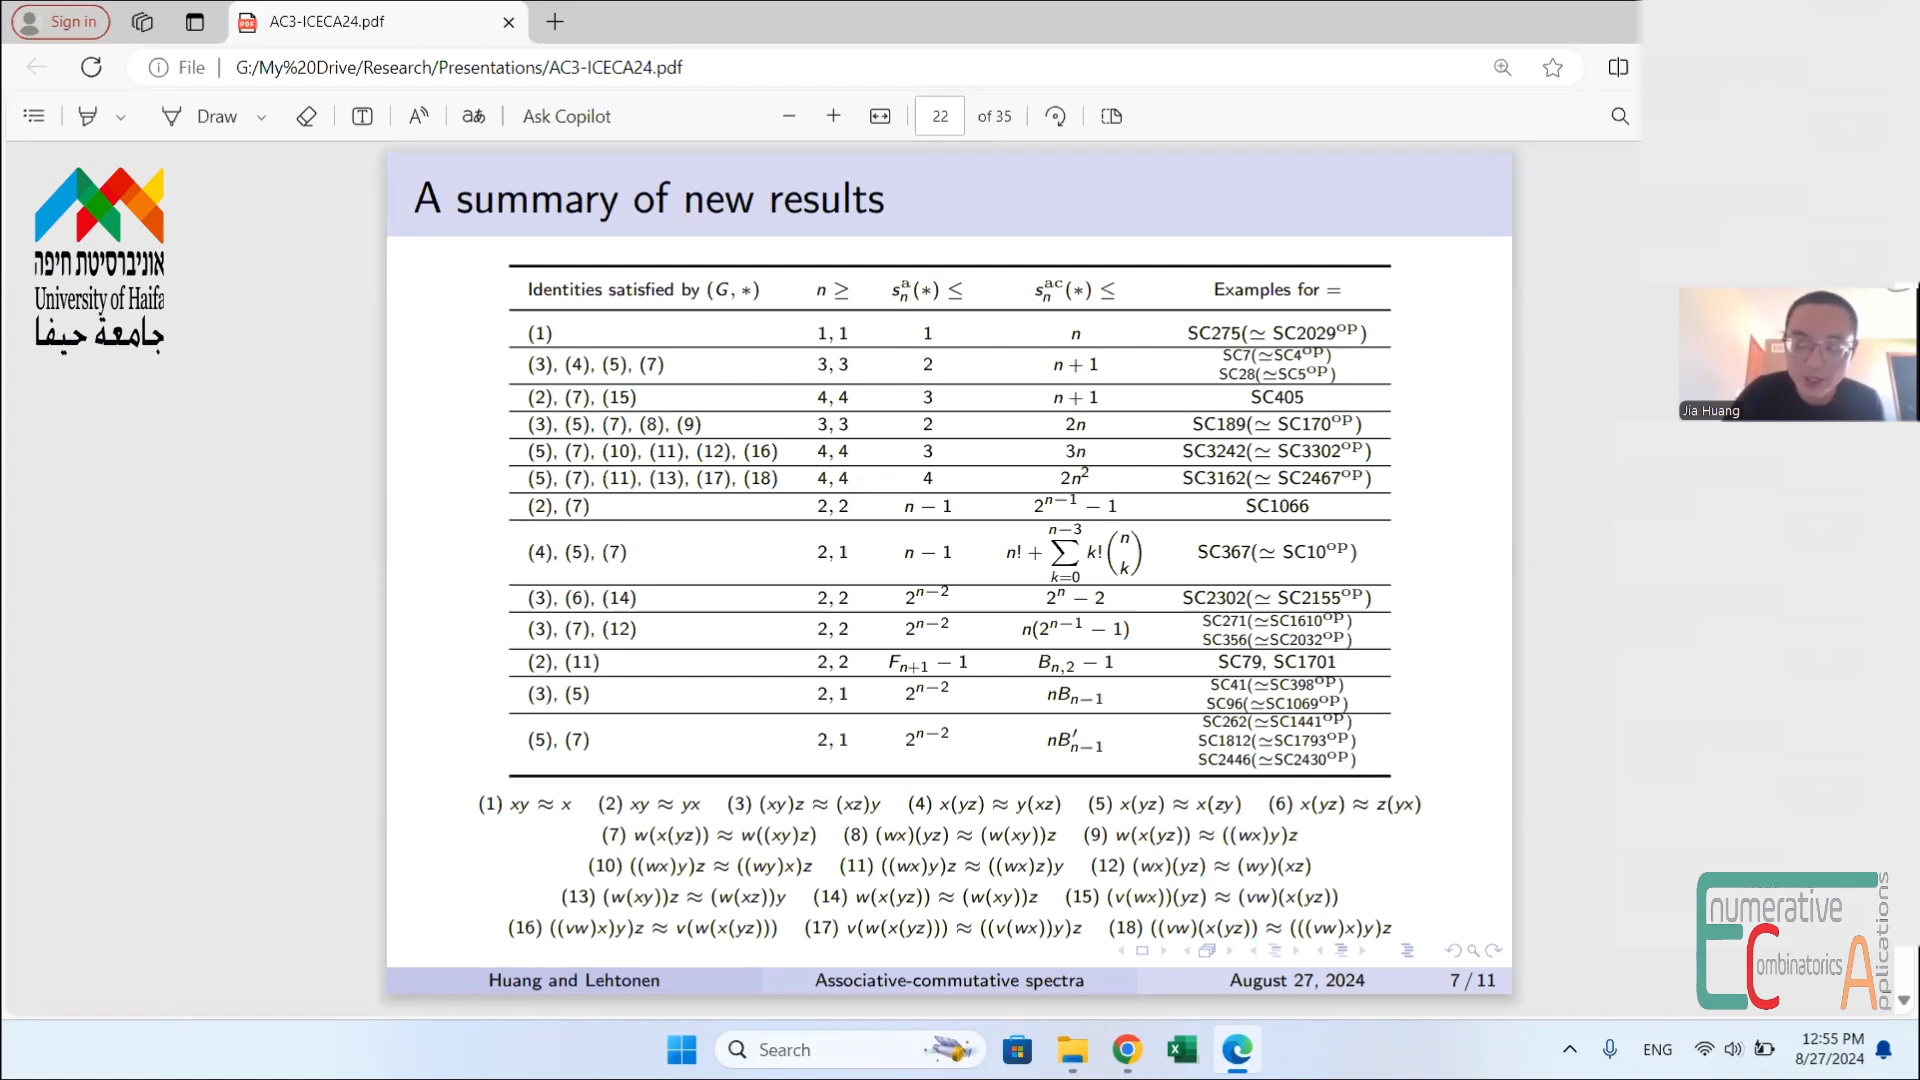 Sign in
AC3-ICECA24.pdf
File
G:/My%20Drive/Research/Presentations/AC3-ICECA24.pdf
Draw
aあ
Ask Copilot
22 of 35
אוניברסיטת חיפה
University of Haifa
جامعة حيفا
A summary of new results
Identities satisfied by (G, ∗) n ≥ s_n^a(∗) ≤ s_n^ac(∗) ≤ Examples for =
(1) 1, 1 1 n SC275(≃ SC2029^op)
(3), (4), (5), (7) 3, 3 2 n + 1 SC7(≃SC4^op)
SC28(≃SC5^op)
(2), (7), (15) 4, 4 3 n + 1 SC405
(3), (5), (7), (8), (9) 3, 3 2 2n SC189(≃ SC170^op)
(5), (7), (10), (11), (12), (16) 4, 4 3 3n SC3242(≃ SC3302^op)
(5), (7), (11), (13), (17), (18) 4, 4 4 2n^2 SC3162(≃ SC2467^op)
(2), (7) 2, 2 n − 1 2^{n−1} − 1 SC1066
(4), (5), (7) 2, 1 n − 1 n! + ∑_{k=0}^{n−3} k! (n k) SC367(≃ SC10^op)
(3), (6), (14) 2, 2 2^{n−2} 2^n − 2 SC2302(≃ SC2155^op)
(3), (7), (12) 2, 2 2^{n−2} n(2^{n−1} − 1) SC271(≃SC1610^op)
SC356(≃SC2032^op)
(2), (11) 2, 2 F_{n+1} − 1 B_{n,2} − 1 SC79, SC1701
(3), (5) 2, 1 2^{n−2} nB_{n−1} SC41(≃SC398^op)
SC96(≃SC1069^op)
(5), (7) 2, 1 2^{n−2} nB′_{n−1} SC262(≃SC1441^op)
SC1812(≃SC1793^op)
SC2446(≃SC2430^op)
(1) xy ≈ x (2) xy ≈ yx (3) (xy)z ≈ (xz)y (4) x(yz) ≈ y(xz) (5) x(yz) ≈ x(zy) (6) x(yz) ≈ z(yx)
(7) w(x(yz)) ≈ w((xy)z) (8) (wx)(yz) ≈ (w(xy))z (9) w(x(yz)) ≈ ((wx)y)z
(10) ((wx)y)z ≈ ((wy)x)z (11) ((wx)y)z ≈ ((wx)z)y (12) (wx)(yz) ≈ (wy)(xz)
(13) (w(xy))z ≈ (w(xz))y (14) w(x(yz)) ≈ (w(xy))z (15) (v(wx))(yz) ≈ (vw)(x(yz))
(16) ((vw)x)y)z ≈ v(w(x(yz))) (17) v(w(x(yz))) ≈ ((v(wx))y)z (18) ((vw)(x(yz)) ≈ (((vw)x)y)z
Huang and Lehtonen Associative-commutative spectra August 27, 2024 7 / 11
Jia Huang
Enumerative
Combinatorics
Applications
Search
ENG
12:55 PM
8/27/2024